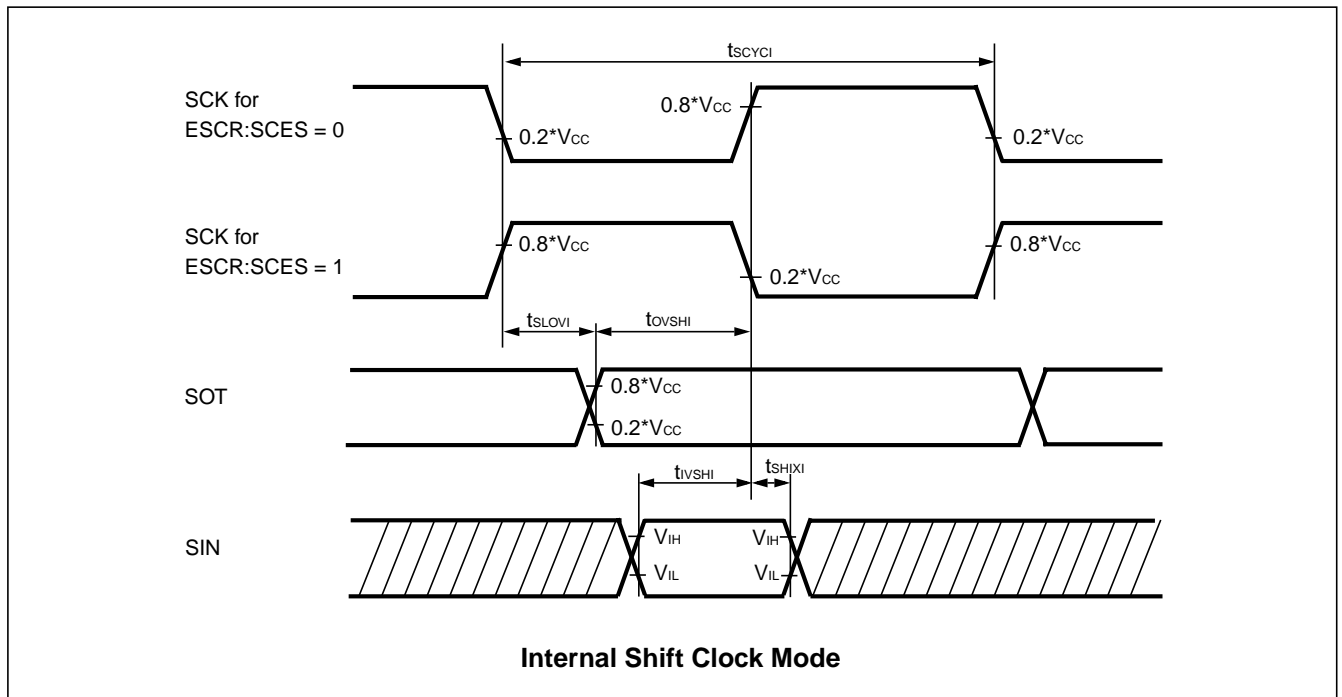 tSCYCI
SCK for
ESCR:SCES = 0
0.8*VCC
0.2*VCC
0.2*VCC
SCK for
ESCR:SCES = 1
0.8*VCC
0.8*VCC
0.2*VCC
tSLOVI
tOVSHI
SOT
0.8*VCC
0.2*VCC
tIVSHI
tSHIXI
SIN
VIH
VIH
VIL
VIL
Internal Shift Clock Mode